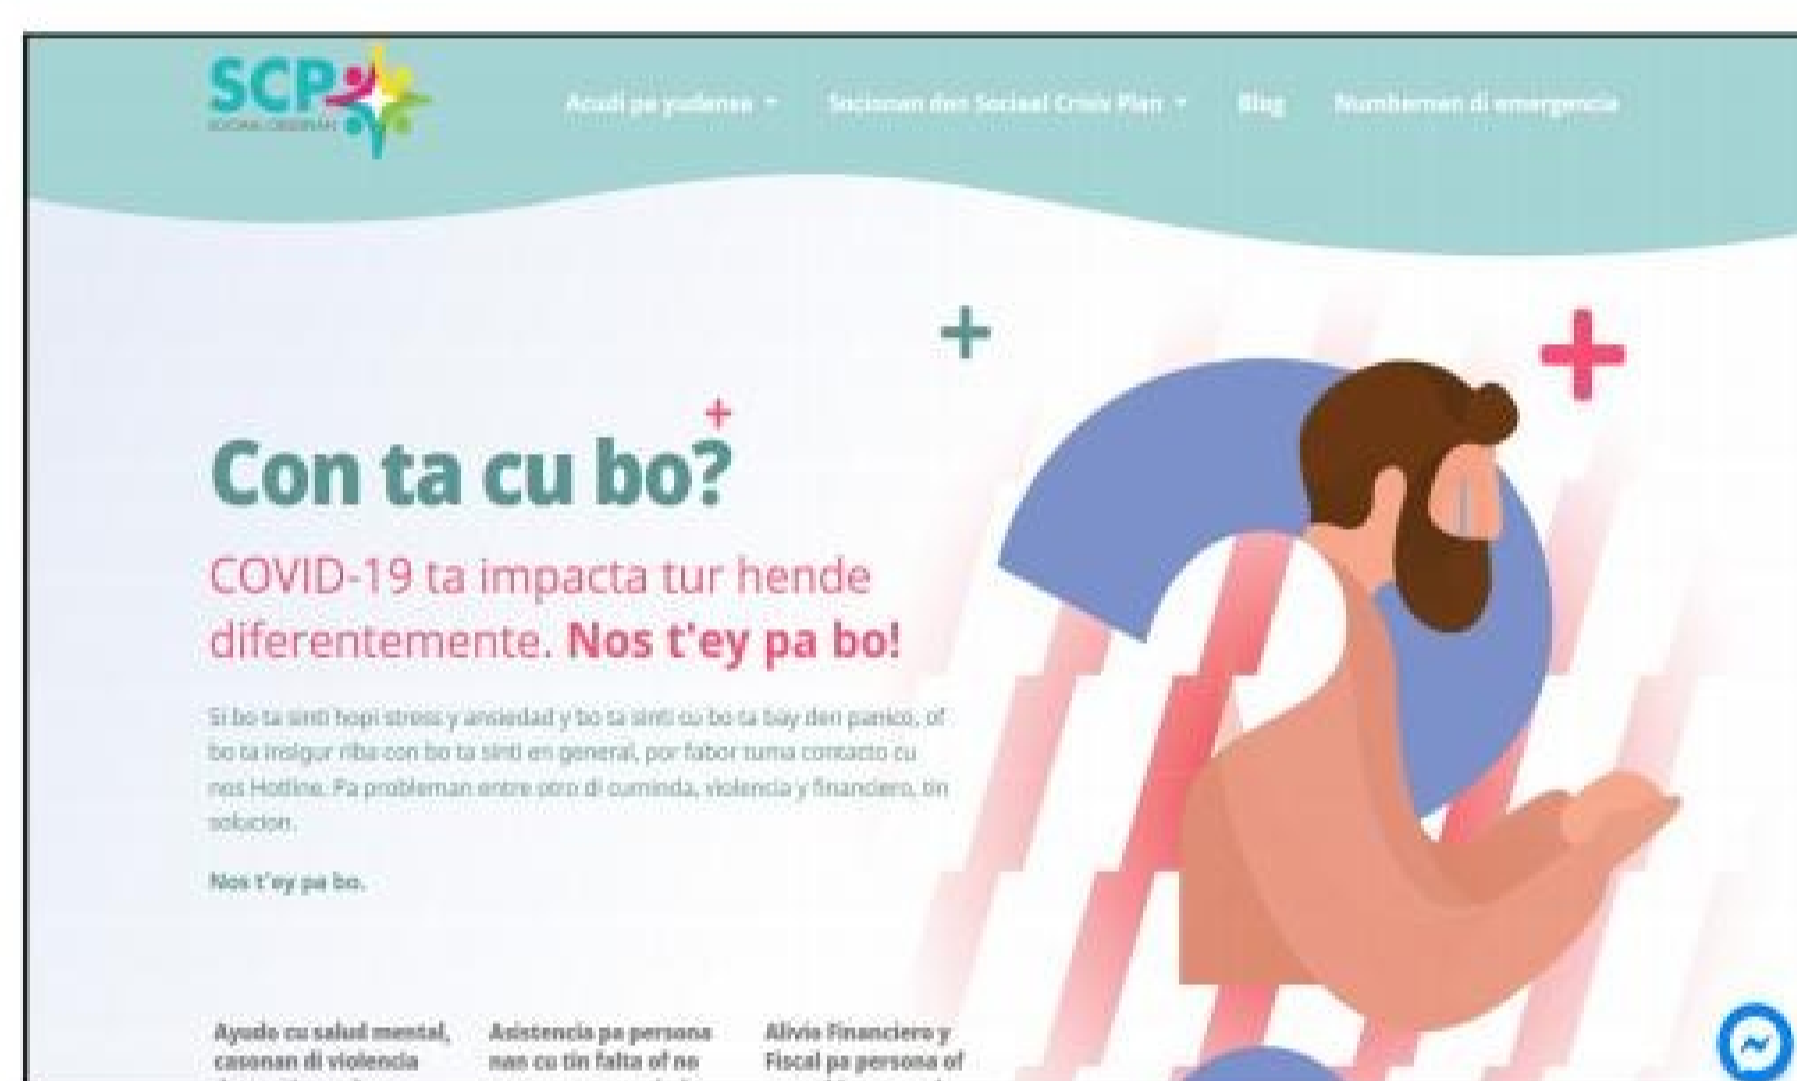 SCP
Acudi pa yudansa
Socionan den Sociaal Crisis Plan
Blog
Numbernan di emergencia
Con ta cu bo?
COVID-19 ta impacta tur hende
diferentemente. Nos t'ey pa bo!
Si bo ta sinti hopi stress y ansiedad y bo ta sinti cu bo ta bay den panico, of
bo ta insigur riba con bo ta sinti en general, por fabor tuma contacto cu
nos Hotline. Pa problemanan entre otro di cuminda, violencia y financiero, tin
solucion.
Nos t'ey pa bo.
Ayudo cu salud mental,
casonan di violencia
Asistencia pa persona
nan cu tin falta of no
Alivio Financiero y
Fiscal pa persona of